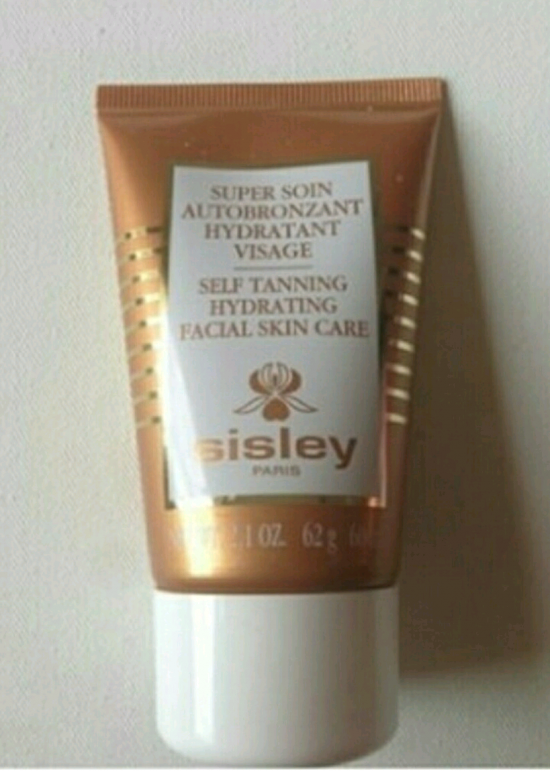 SUPER SOIN
AUTOBRONZANT
HYDRATANT
VISAGE
SELF TANNING
HYDRATING
FACIAL SKIN CARE
sisley
PARIS
2.1 OZ. 62 g